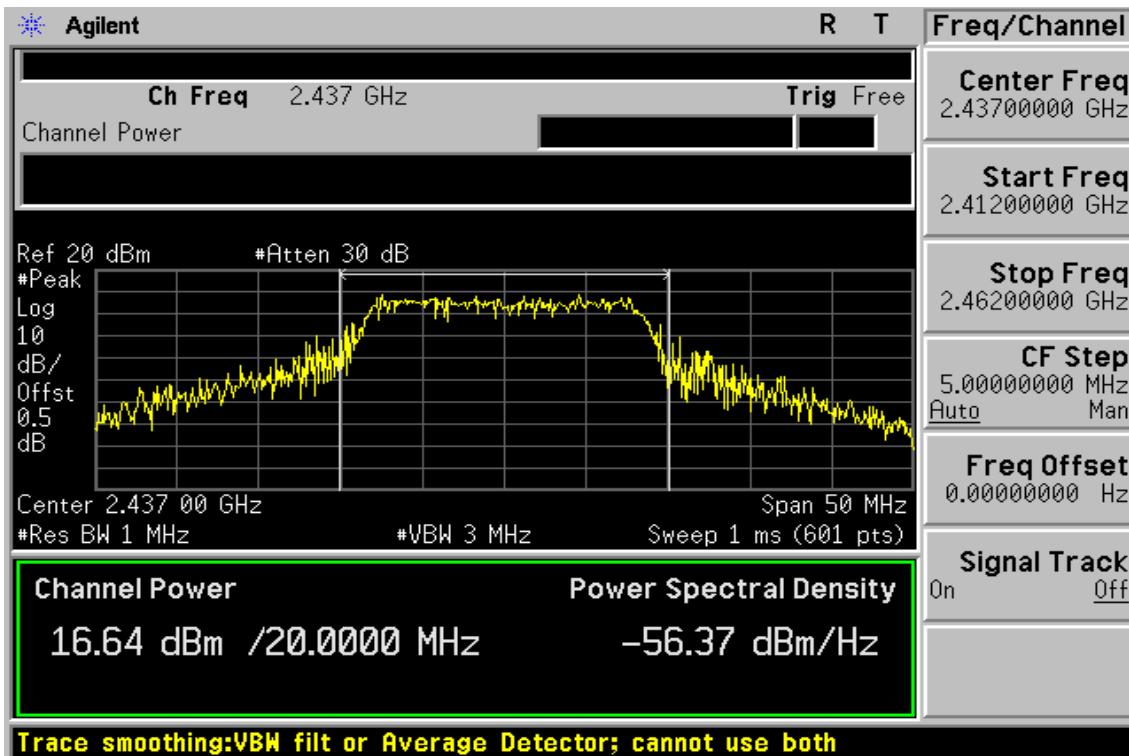 Agilent R T
Ch Freq 2.437 GHz Trig Free
Channel Power
Ref 20 dBm #Atten 30 dB
#Peak
Log
10
dB/
Offst
0.5
dB
Center 2.437 00 GHz Span 50 MHz
#Res BW 1 MHz #VBW 3 MHz Sweep 1 ms (601 pts)
Channel Power Power Spectral Density
16.64 dBm /20.0000 MHz -56.37 dBm/Hz
Trace smoothing:VBW filt or Average Detector; cannot use both
Freq/Channel
Center Freq
2.43700000 GHz
Start Freq
2.41200000 GHz
Stop Freq
2.46200000 GHz
CF Step
5.00000000 MHz
Auto Man
Freq Offset
0.00000000 Hz
Signal Track
On Off